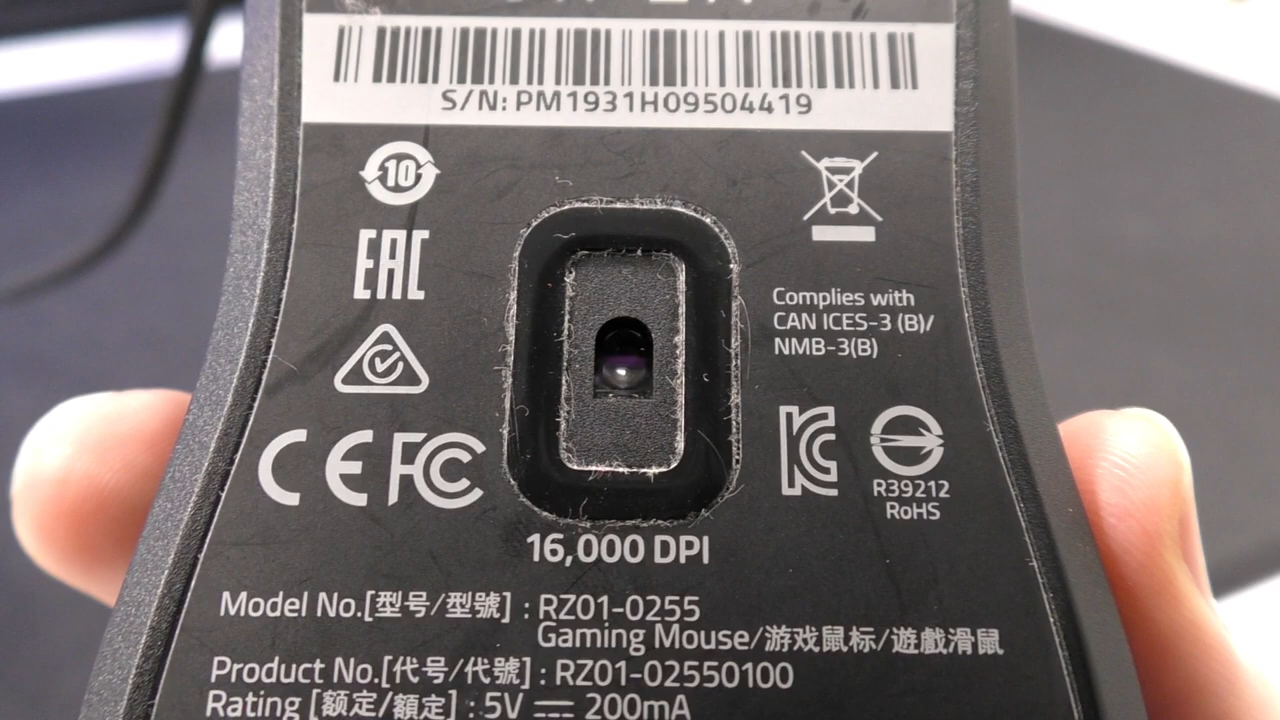 S/N: PM1931H09504419
10
EAC
CE FC
Complies with
CAN ICES-3 (B)/
NMB-3(B)
R39212
RoHS
16,000 DPI
Model No.[型号/型號] : RZ01-0255
Gaming Mouse/游戏鼠标/遊戲滑鼠
Product No.[代号/代號] : RZ01-02550100
Rating [额定/額定] : 5V ⎓ 200mA